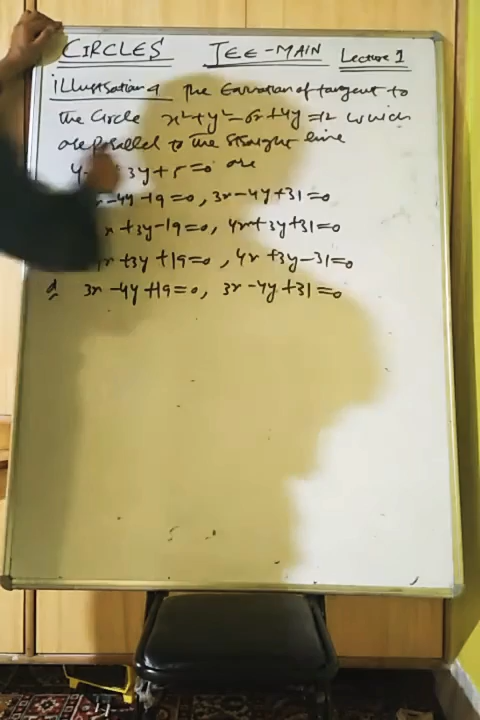 CIRCLES JEE-MAIN Lecture 1
illustration 9 The Equation of tangent to
the Circle x²+y²-6x+4y=12 which
are parallel to the straight line
4 3y+5=0 are
-4y-19=0, 3x-4y+31=0
x+3y-19=0, 4x+3y+31=0
4x+3y+19=0, 4x+3y-31=0
d 3x-4y+19=0, 3x-4y+31=0